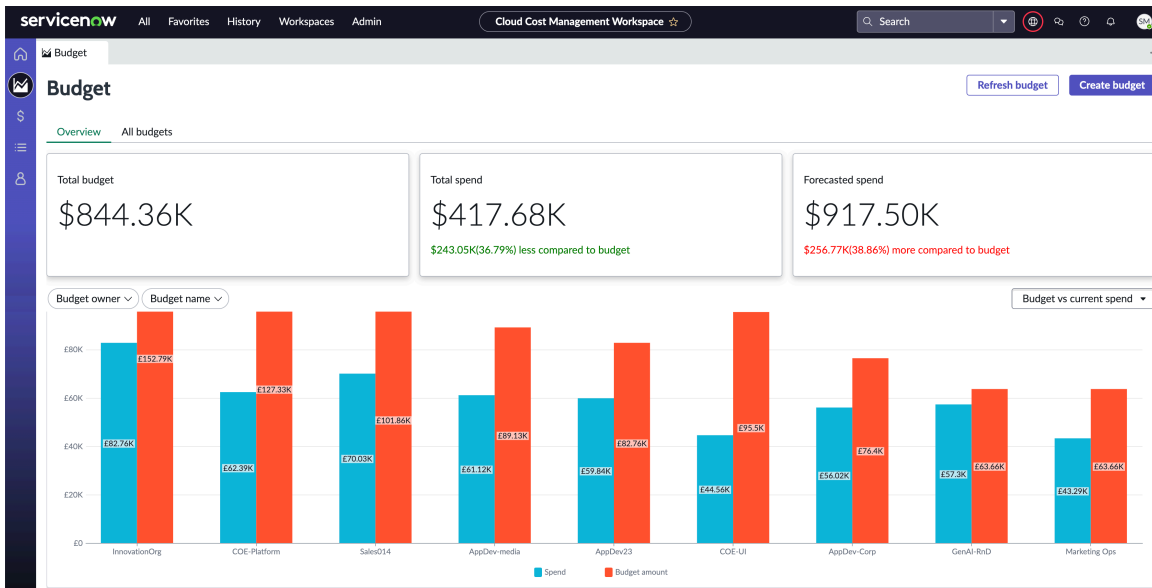 servicenow All Favorites History Workspaces Admin Cloud Cost Management Workspace Search SM
Budget
Budget Refresh budget Create budget
Overview All budgets
Total budget
$844.36K
Total spend
$417.68K
$243.05K(36.79%) less compared to budget
Forecasted spend
$917.50K
$256.77K(38.86%) more compared to budget
Budget owner Budget name Budget vs current spend
£80K
£60K
£40K
£20K
£0
£82.76K £152.79K
£62.39K £127.33K
£70.03K £101.86K
£61.12K £89.13K
£59.84K £82.76K
£44.56K £95.5K
£56.02K £76.4K
£57.3K £63.66K
£43.29K £63.66K
InnovationOrg COE-Platform Sales014 AppDev-media AppDev23 COE-UI AppDev-Corp GenAI-RnD Marketing Ops
Spend Budget amount